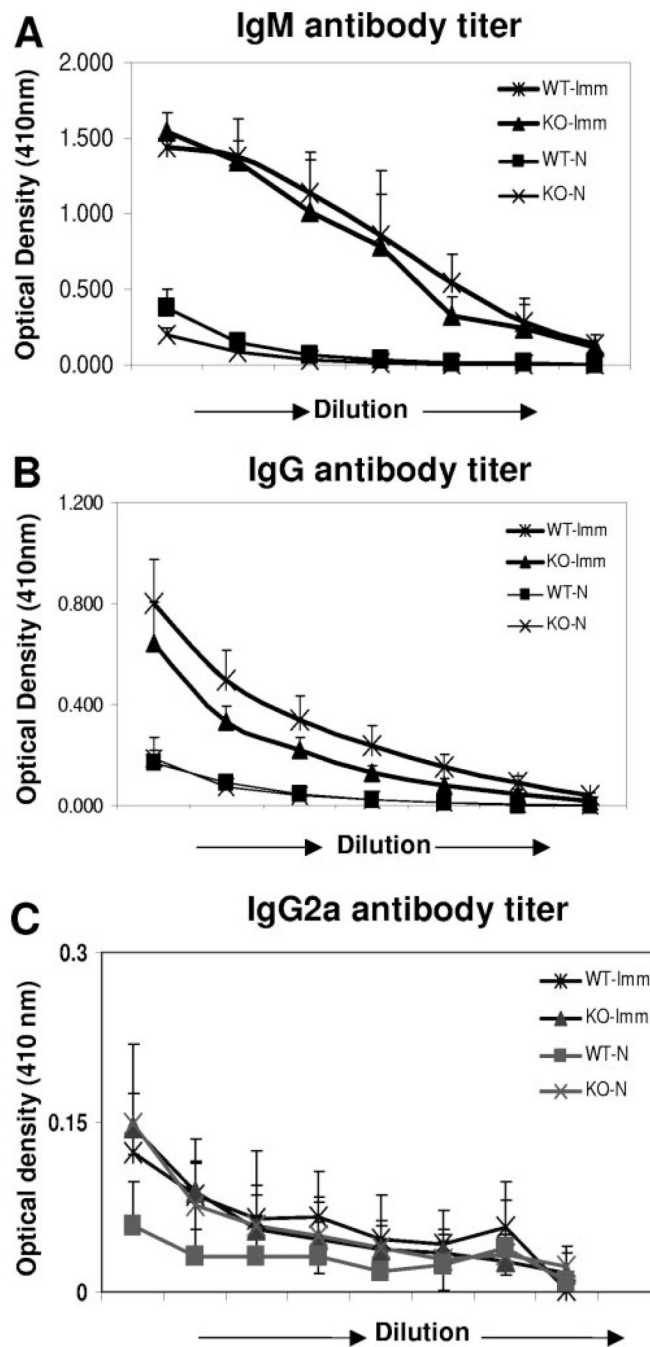 A
IgM antibody titer
Optical Density (410nm)
2.000
1.500
1.000
0.500
0.000
WT-Imm
KO-Imm
WT-N
KO-N
Dilution
B
IgG antibody titer
Optical Density (410nm)
1.200
0.800
0.400
0.000
WT-Imm
KO-Imm
WT-N
KO-N
Dilution
C
IgG2a antibody titer
Optical density (410 nm)
0.3
0.15
0
WT-Imm
KO-Imm
WT-N
KO-N
Dilution